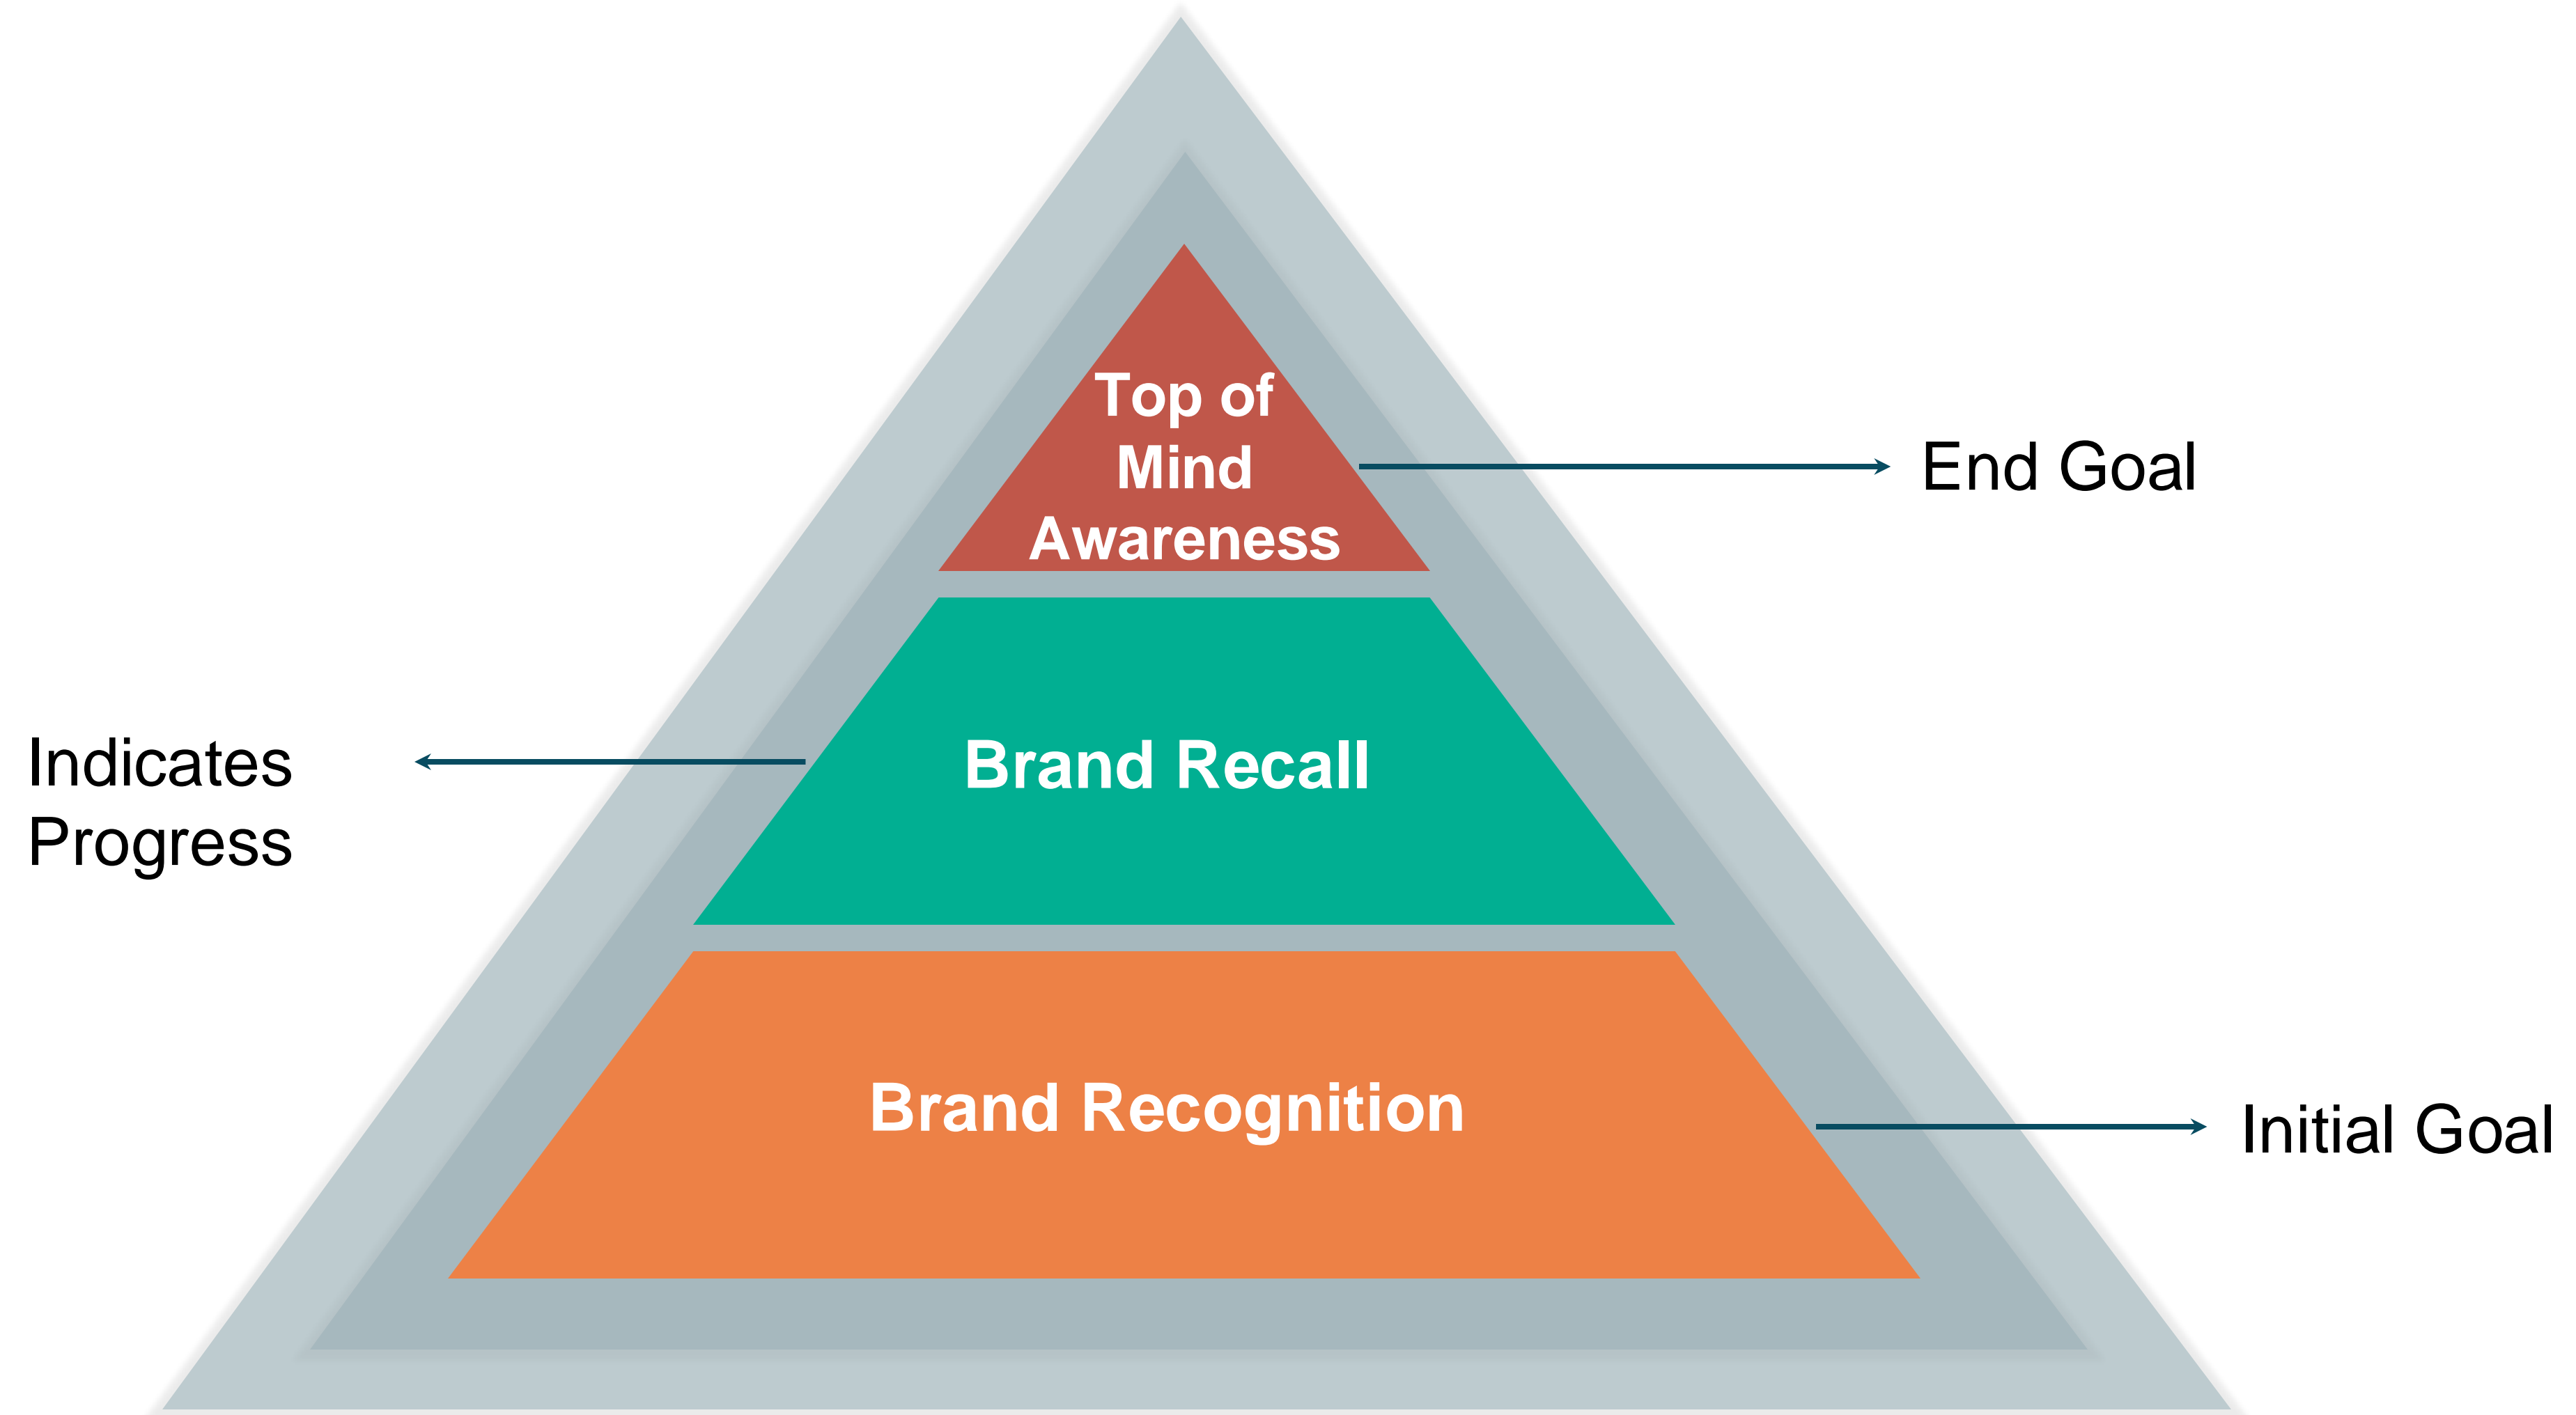 Top of
Mind
Awareness
End Goal
Indicates
Progress
Brand Recall
Brand Recognition
Initial Goal